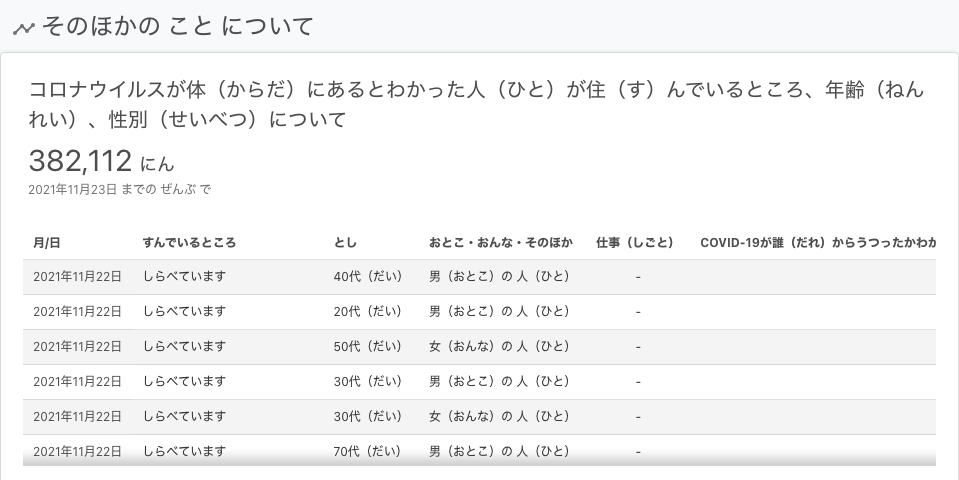 そのほかの こと について
コロナウイルスが体（からだ）にあるとわかった人（ひと）が住（す）んでいるところ、年齢（ねん
れい）、性別（せいべつ）について
382,112 にん
2021年11月23日 までの ぜんぶ で
月/日 すんでいるところ とし おとこ・おんな・そのほか 仕事（しごと） COVID-19が誰（だれ）からうつったかわか
2021年11月22日 しらべています 40代（だい） 男（おとこ）の 人（ひと） -
2021年11月22日 しらべています 20代（だい） 男（おとこ）の 人（ひと） -
2021年11月22日 しらべています 50代（だい） 女（おんな）の 人（ひと） -
2021年11月22日 しらべています 30代（だい） 男（おとこ）の 人（ひと） -
2021年11月22日 しらべています 30代（だい） 女（おんな）の 人（ひと） -
2021年11月22日 しらべています 70代（だい） 男（おとこ）の 人（ひと） -